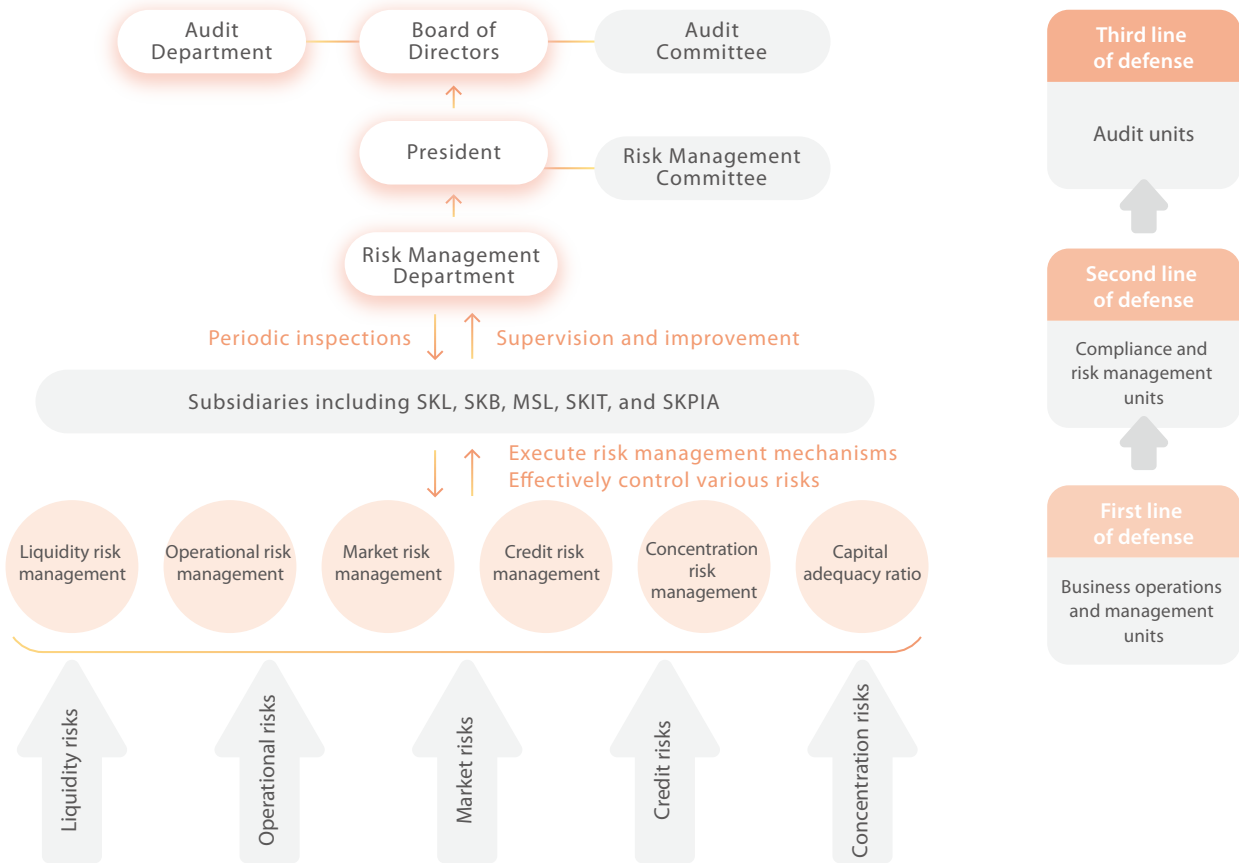 Audit
Department
Board of
Directors
Audit
Committee
President
Risk Management
Committee
Risk Management
Department
Periodic inspections
Supervision and improvement
Subsidiaries including SKL, SKB, MSL, SKIT, and SKPIA
Execute risk management mechanisms
Effectively control various risks
Liquidity risk
management
Operational risk
management
Market risk
management
Credit risk
management
Concentration
risk
management
Capital
adequacy ratio
Liquidity risks
Operational risks
Market risks
Credit risks
Concentration risks
Third line
of defense
Audit units
Second line
of defense
Compliance and
risk management
units
First line
of defense
Business operations
and management
units